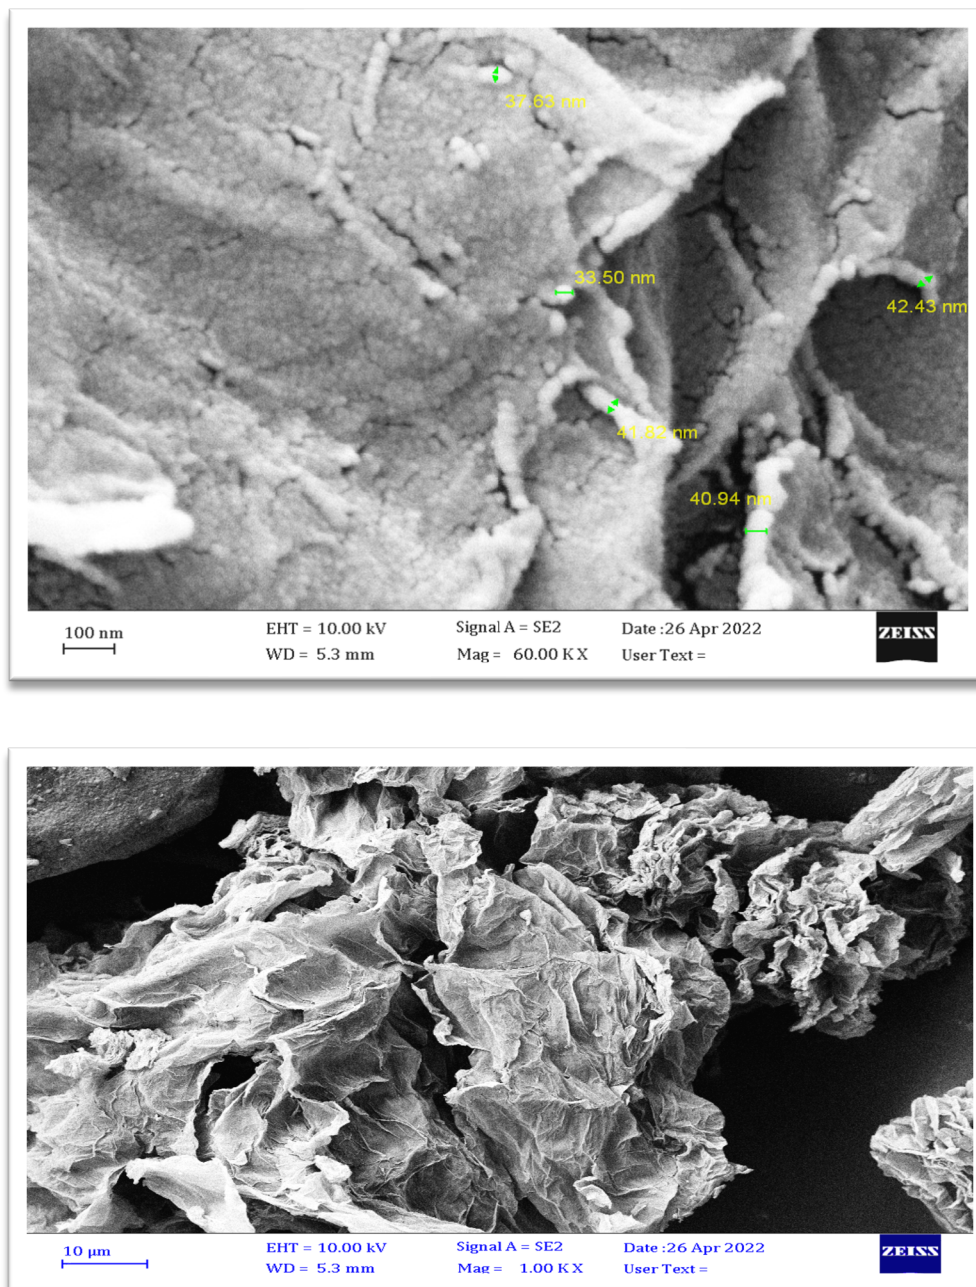 37.63 nm
33.50 nm
42.43 nm
41.82 nm
40.94 nm
100 nm
EHT = 10.00 kV
Signal A = SE2
Date :26 Apr 2022
ZEISS
WD = 5.3 mm
Mag = 60.00 K X
User Text =
10 µm
EHT = 10.00 kV
Signal A = SE2
Date :26 Apr 2022
ZEISS
WD = 5.3 mm
Mag = 1.00 K X
User Text =